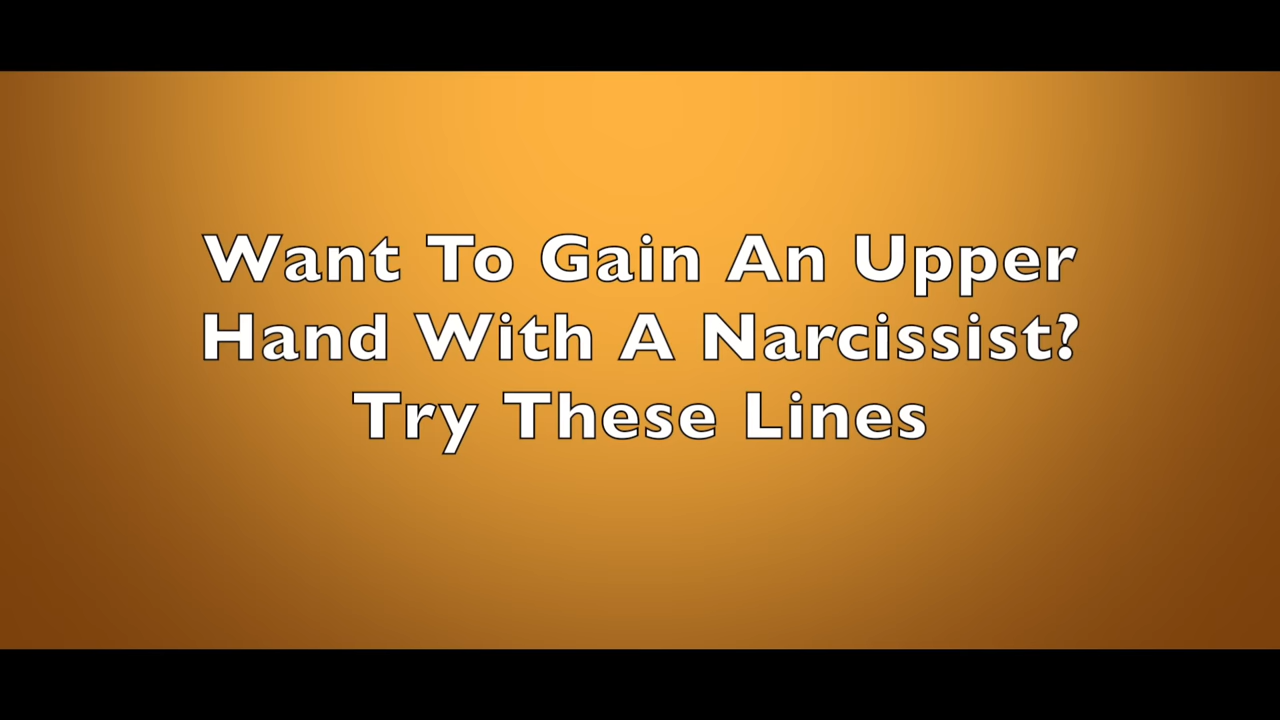 Want To Gain An Upper
Hand With A Narcissist?
Try These Lines